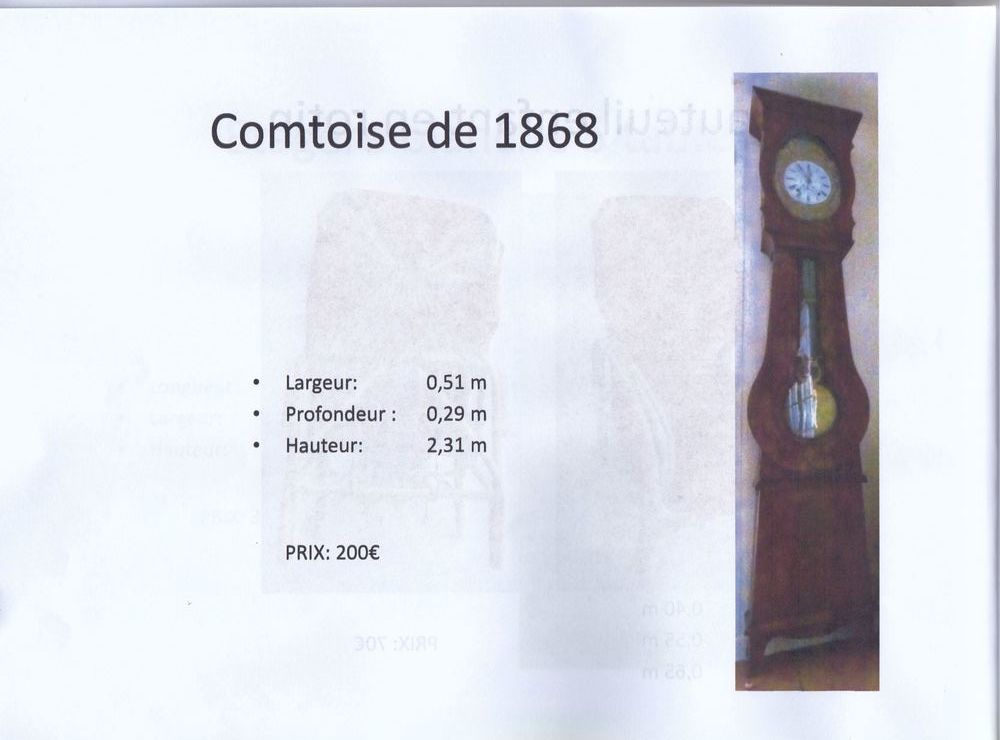 Comtoise de 1868
• Largeur: 0,51 m
• Profondeur : 0,29 m
• Hauteur: 2,31 m
PRIX: 200€